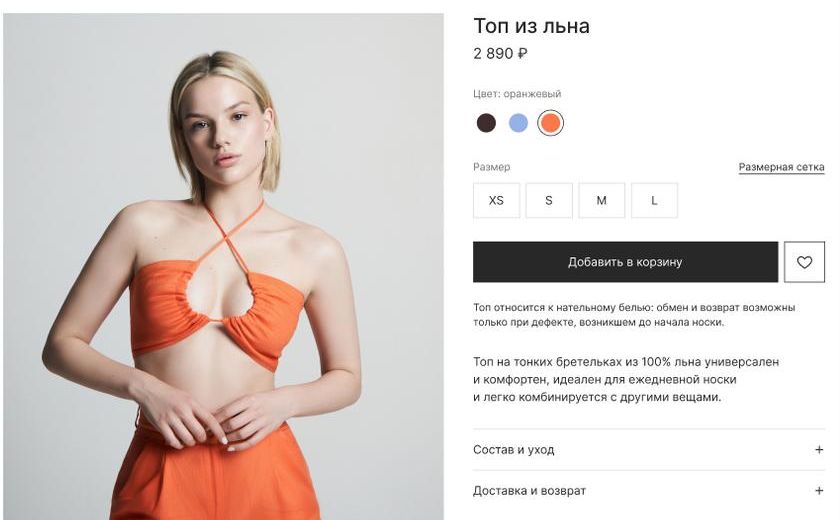 Топ из льна
2 890 ₽
Цвет: оранжевый
Размер
Размерная сетка
XS
S
M
L
Добавить в корзину
Топ относится к нательному белью: обмен и возврат возможны
только при дефекте, возникшем до начала носки.
Топ на тонких бретельках из 100% льна универсален
и комфортен, идеален для ежедневной носки
и легко комбинируется с другими вещами.
Состав и уход
+
Доставка и возврат
+